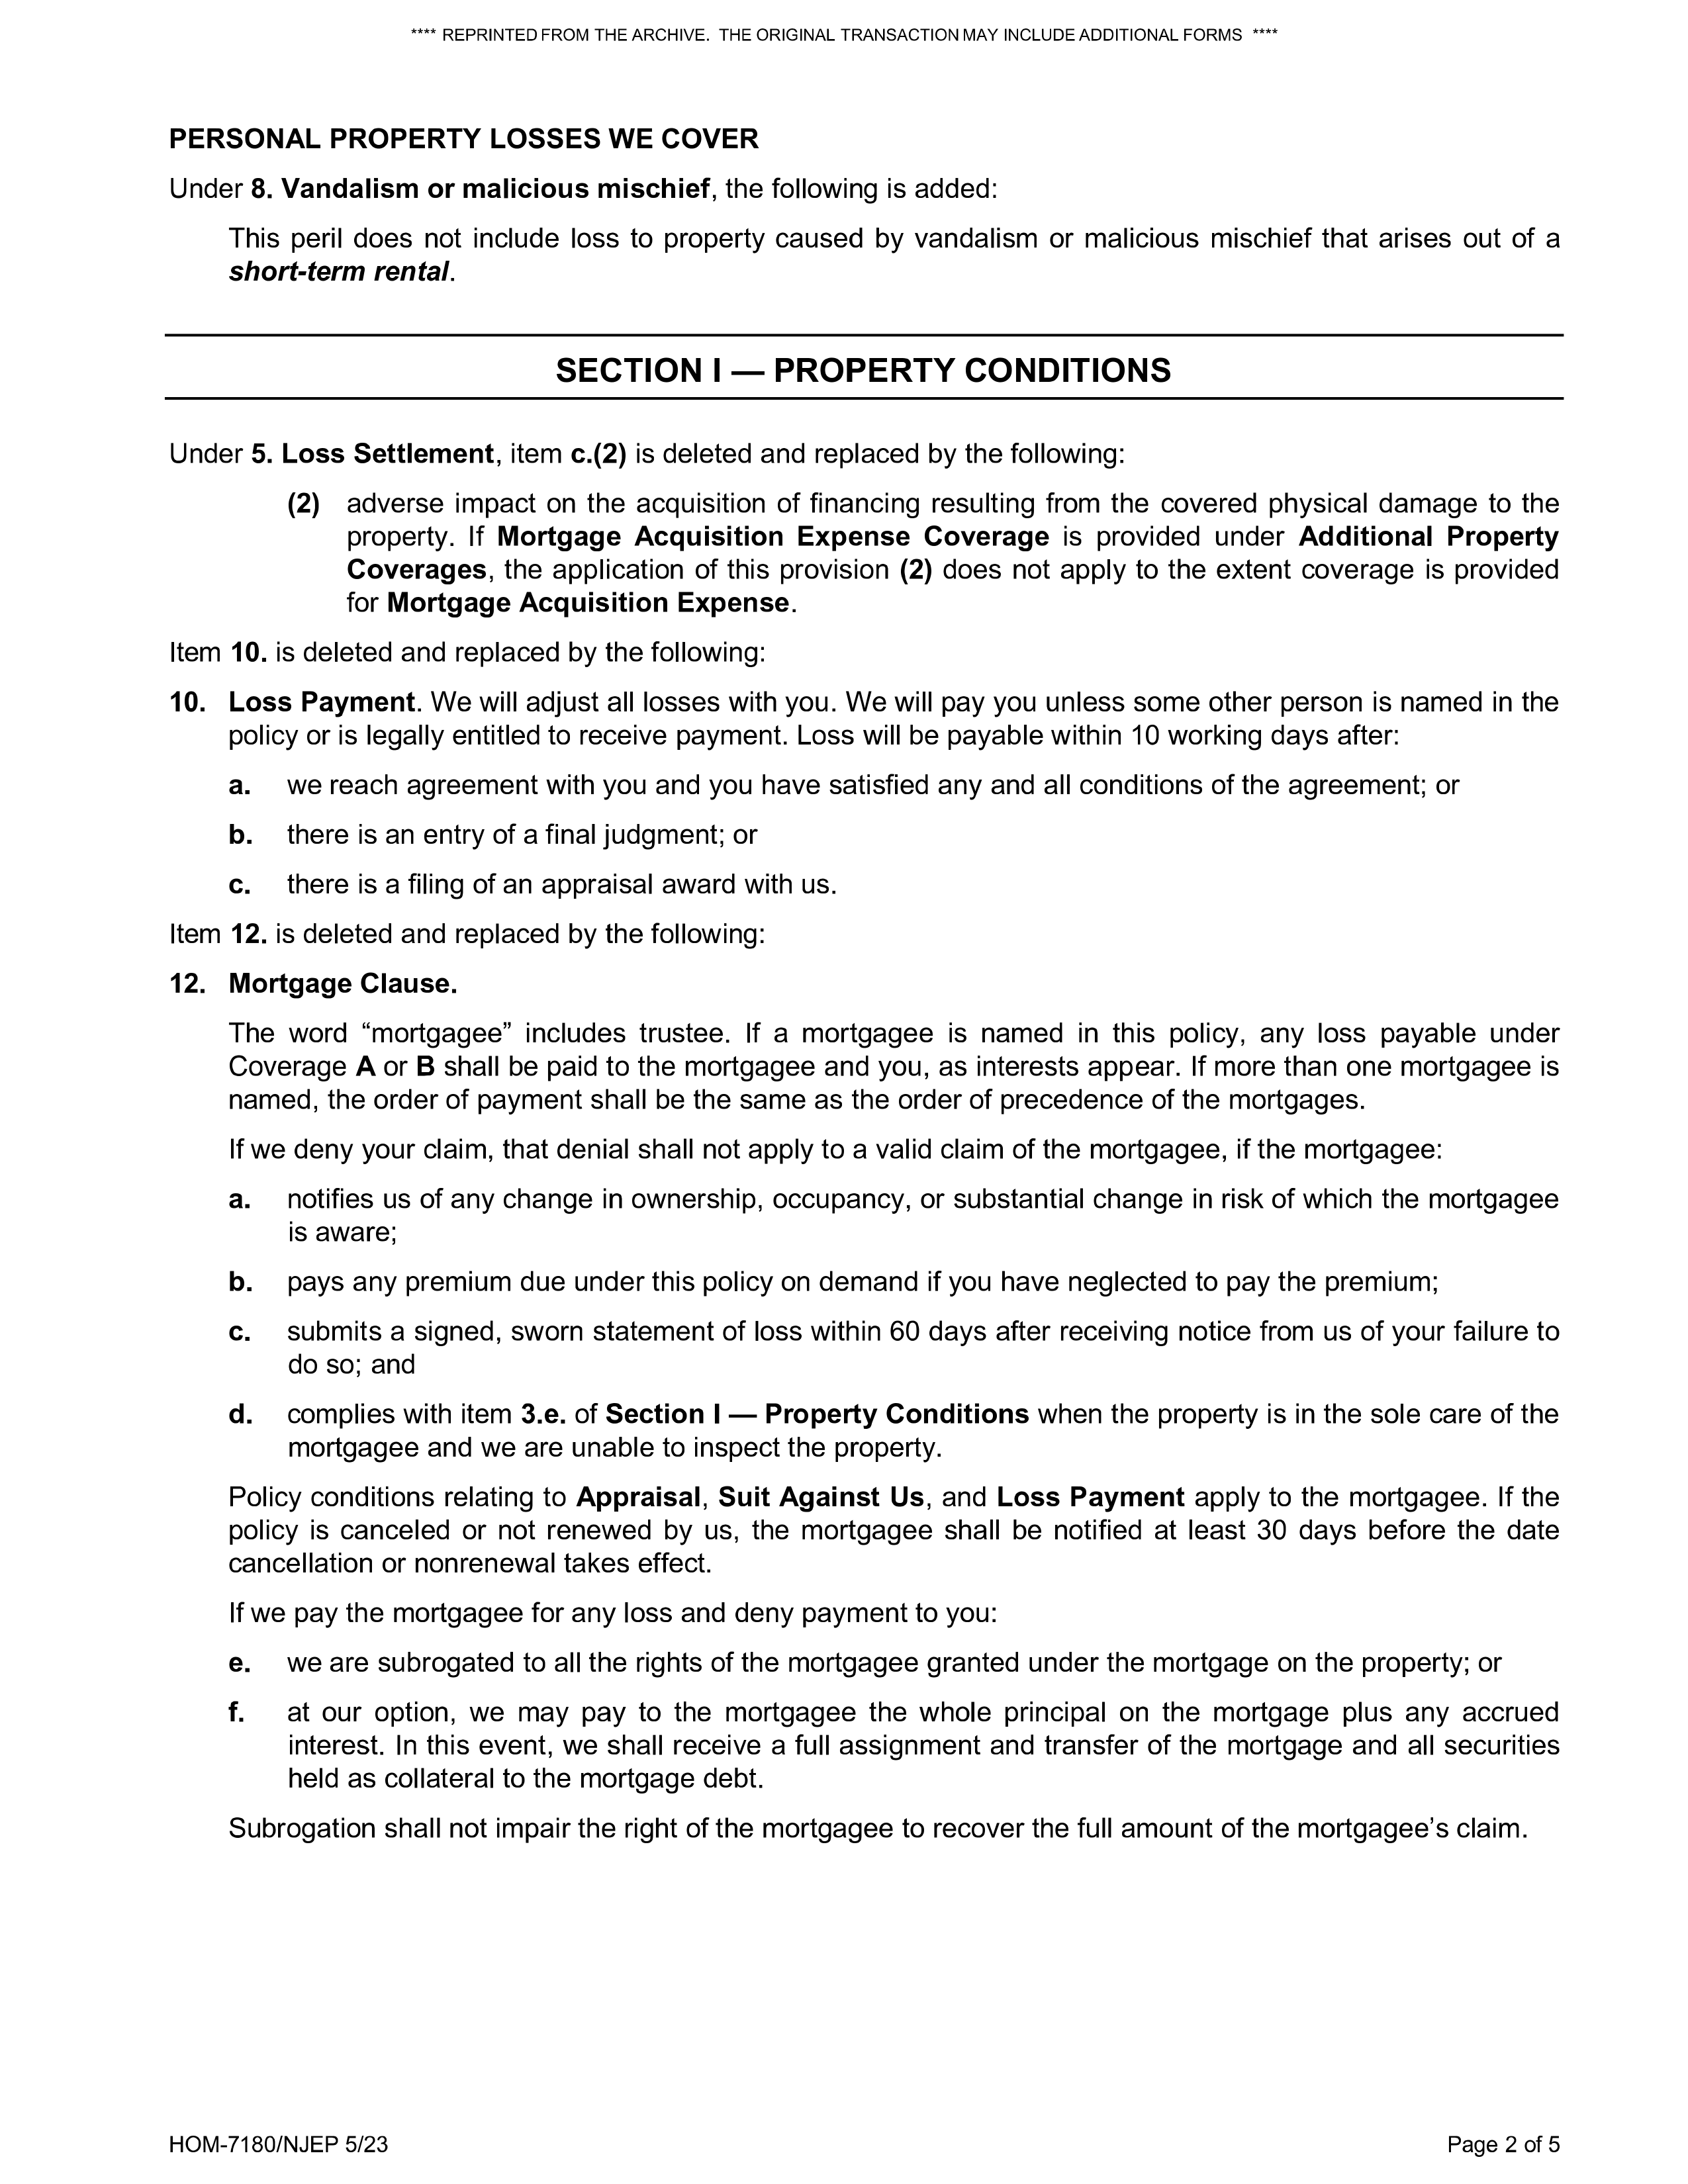 **** REPRINTED FROM THE ARCHIVE. THE ORIGINAL TRANSACTION MAY INCLUDE ADDITIONAL FORMS ****
PERSONAL PROPERTY LOSSES WE COVER
Under 8. Vandalism or malicious mischief, the following is added:
This peril does not include loss to property caused by vandalism or malicious mischief that arises out of a
short-term rental.
SECTION I — PROPERTY CONDITIONS
Under 5. Loss Settlement, item c.(2) is deleted and replaced by the following:
(2) adverse impact on the acquisition of financing resulting from the covered physical damage to the
property. If Mortgage Acquisition Expense Coverage is provided under Additional Property
Coverages, the application of this provision (2) does not apply to the extent coverage is provided
for Mortgage Acquisition Expense.
Item 10. is deleted and replaced by the following:
10. Loss Payment. We will adjust all losses with you. We will pay you unless some other person is named in the
policy or is legally entitled to receive payment. Loss will be payable within 10 working days after:
a. we reach agreement with you and you have satisfied any and all conditions of the agreement; or
b. there is an entry of a final judgment; or
c. there is a filing of an appraisal award with us.
Item 12. is deleted and replaced by the following:
12. Mortgage Clause.
The word “mortgagee” includes trustee. If a mortgagee is named in this policy, any loss payable under
Coverage A or B shall be paid to the mortgagee and you, as interests appear. If more than one mortgagee is
named, the order of payment shall be the same as the order of precedence of the mortgages.
If we deny your claim, that denial shall not apply to a valid claim of the mortgagee, if the mortgagee:
a. notifies us of any change in ownership, occupancy, or substantial change in risk of which the mortgagee
is aware;
b. pays any premium due under this policy on demand if you have neglected to pay the premium;
c. submits a signed, sworn statement of loss within 60 days after receiving notice from us of your failure to
do so; and
d. complies with item 3.e. of Section I — Property Conditions when the property is in the sole care of the
mortgagee and we are unable to inspect the property.
Policy conditions relating to Appraisal, Suit Against Us, and Loss Payment apply to the mortgagee. If the
policy is canceled or not renewed by us, the mortgagee shall be notified at least 30 days before the date
cancellation or nonrenewal takes effect.
If we pay the mortgagee for any loss and deny payment to you:
e. we are subrogated to all the rights of the mortgagee granted under the mortgage on the property; or
f. at our option, we may pay to the mortgagee the whole principal on the mortgage plus any accrued
interest. In this event, we shall receive a full assignment and transfer of the mortgage and all securities
held as collateral to the mortgage debt.
Subrogation shall not impair the right of the mortgagee to recover the full amount of the mortgagee’s claim.
HOM-7180/NJEP 5/23
Page 2 of 5